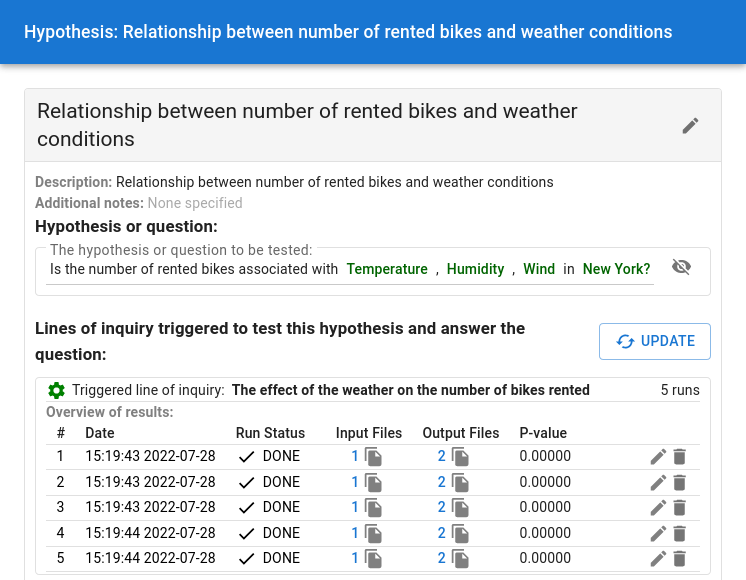 Hypothesis: Relationship between number of rented bikes and weather conditions
Relationship between number of rented bikes and weather
conditions
Description: Relationship between number of rented bikes and weather conditions
Additional notes: None specified
Hypothesis or question:
The hypothesis or question to be tested:
Is the number of rented bikes associated with Temperature , Humidity , Wind in New York?
Lines of inquiry triggered to test this hypothesis and answer the
question:
UPDATE
Triggered line of inquiry: The effect of the weather on the number of bikes rented 5 runs
Overview of results:
# Date Run Status Input Files Output Files P-value
1 15:19:43 2022-07-28 DONE 1 2 0.00000
2 15:19:43 2022-07-28 DONE 1 2 0.00000
3 15:19:43 2022-07-28 DONE 1 2 0.00000
4 15:19:44 2022-07-28 DONE 1 2 0.00000
5 15:19:44 2022-07-28 DONE 1 2 0.00000